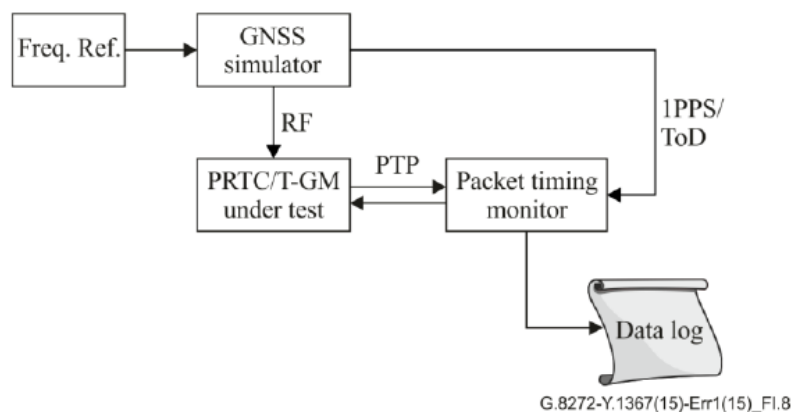 Freq. Ref.
GNSS
simulator
1PPS/
ToD
RF
PRTC/T-GM
under test
PTP
Packet timing
monitor
Data log
G.8272-Y.1367(15)-Err1(15)_FI.8